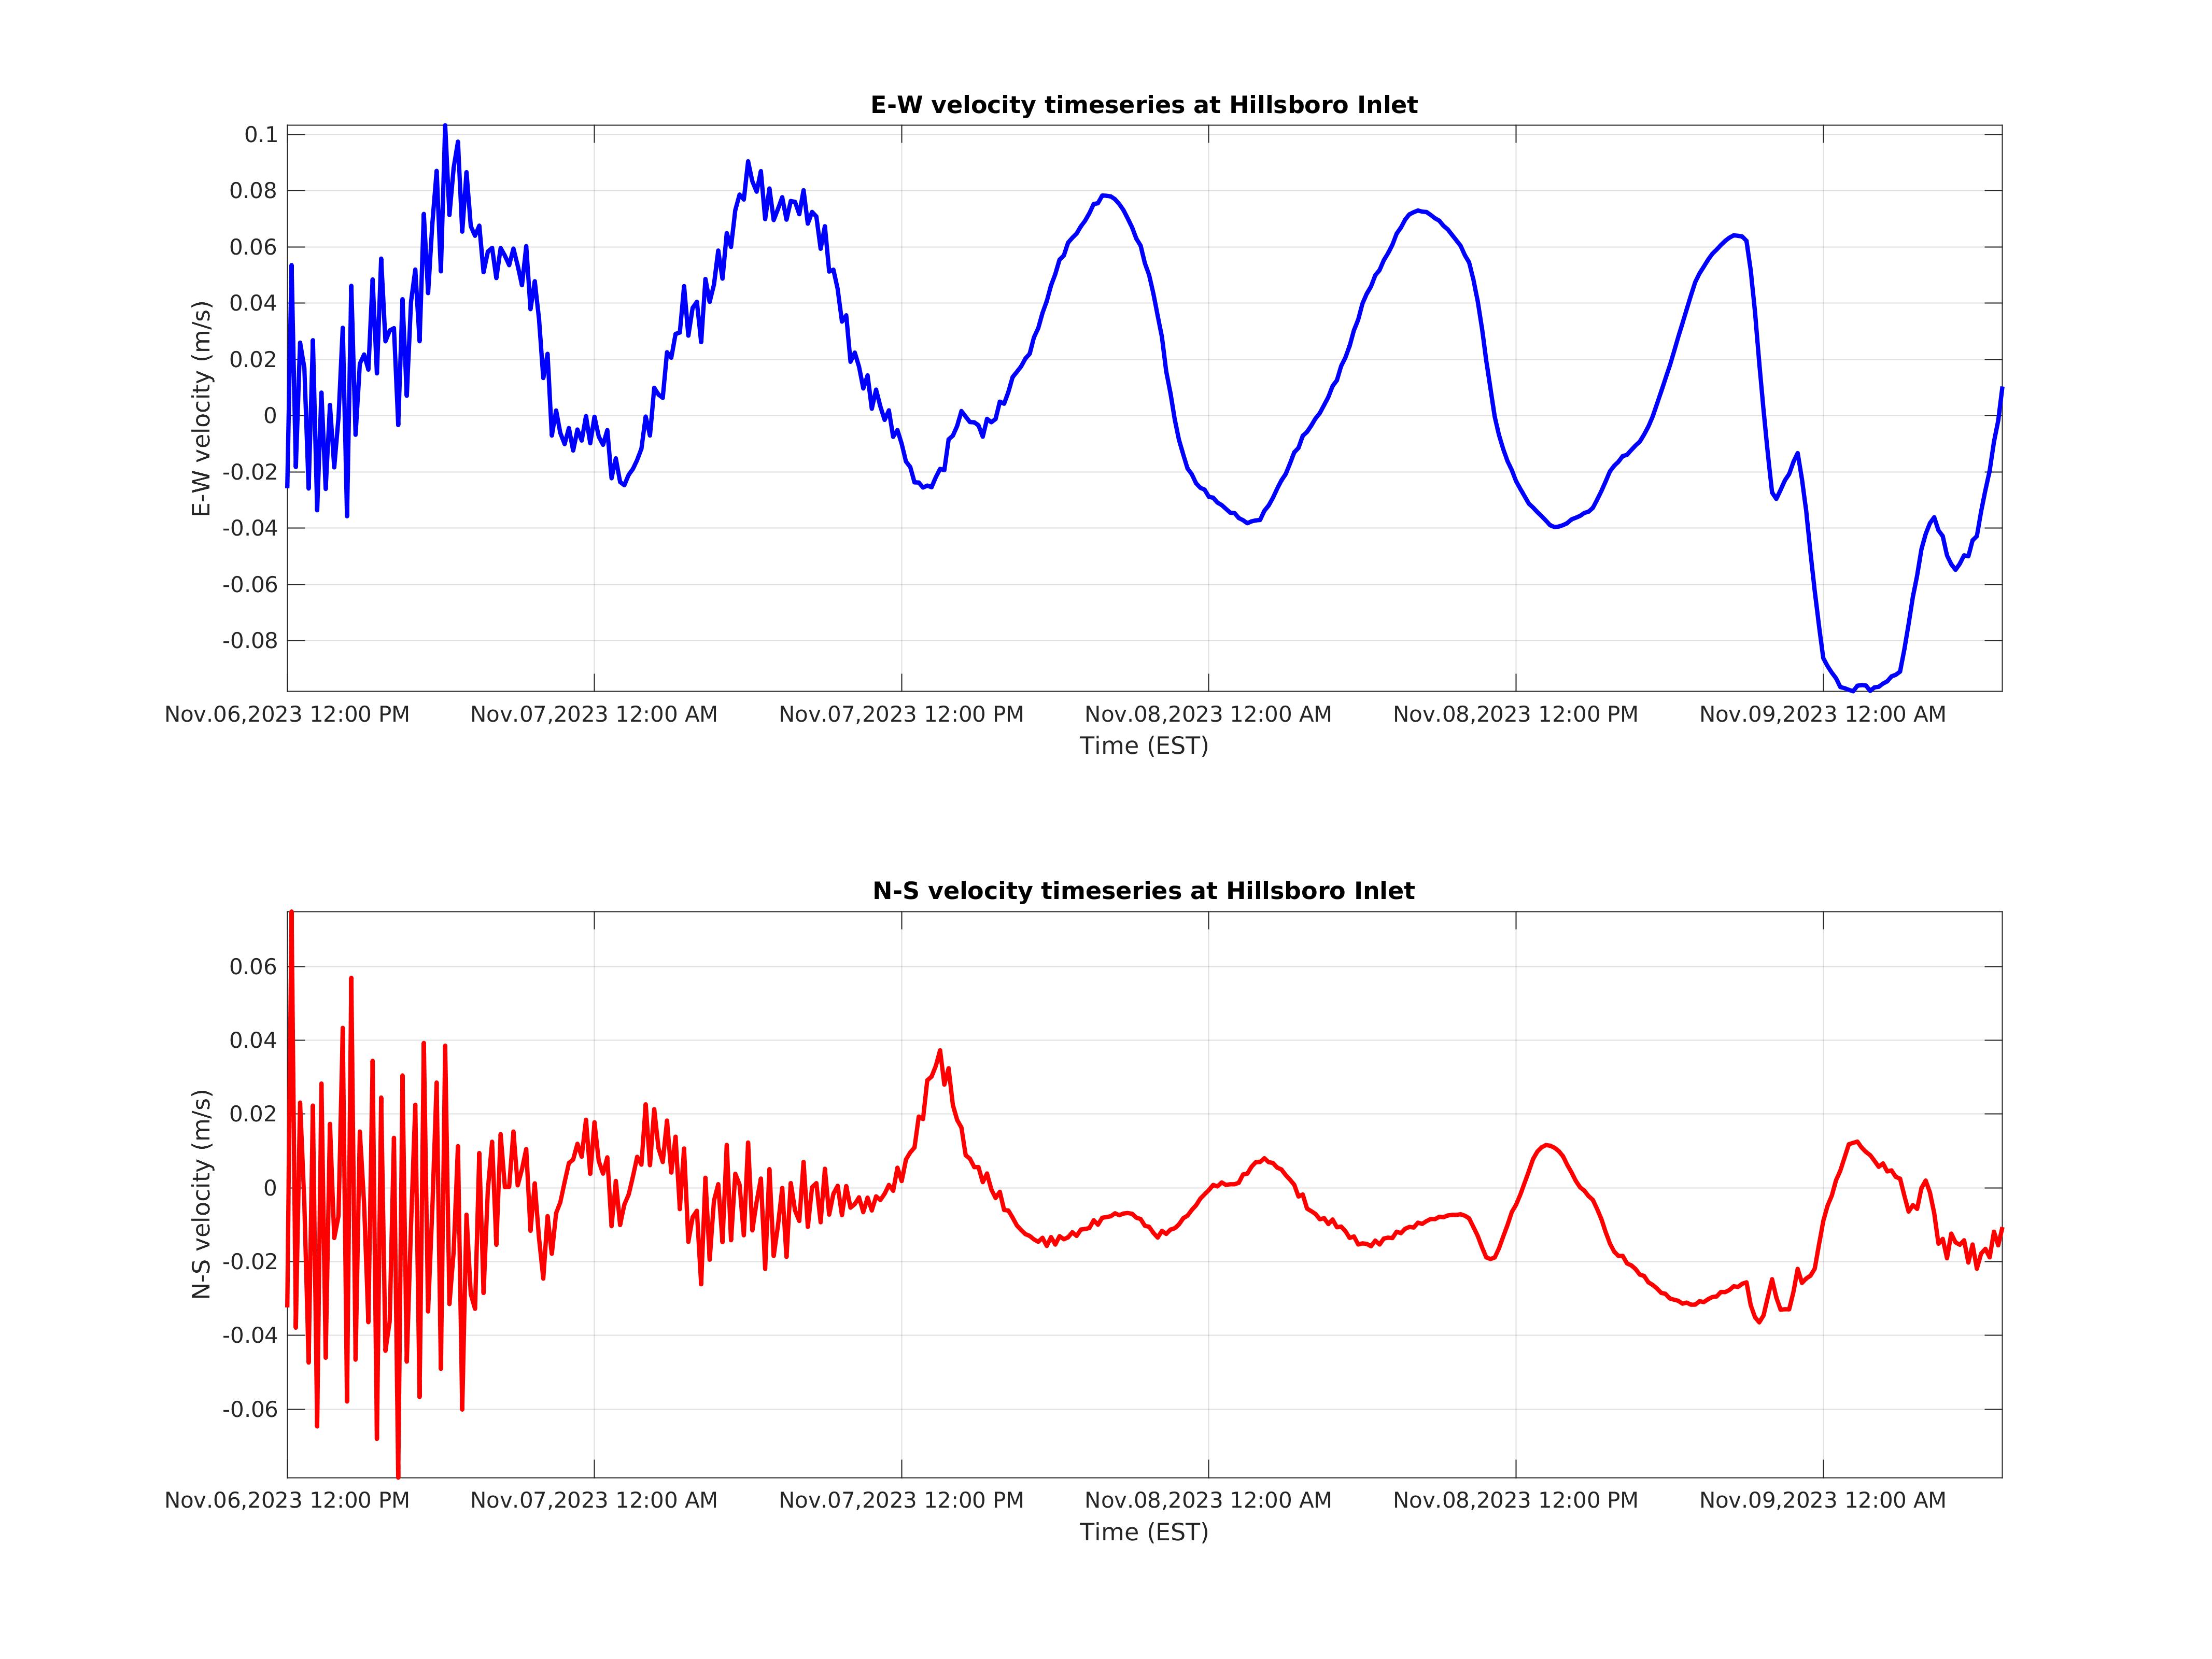 E-W velocity timeseries at Hillsboro Inlet
E-W velocity (m/s)
0.1
0.08
0.06
0.04
0.02
0
-0.02
-0.04
-0.06
-0.08
Nov.06,2023 12:00 PM Nov.07,2023 12:00 AM Nov.07,2023 12:00 PM Nov.08,2023 12:00 AM Nov.08,2023 12:00 PM Nov.09,2023 12:00 AM
Time (EST)
N-S velocity timeseries at Hillsboro Inlet
N-S velocity (m/s)
0.06
0.04
0.02
0
-0.02
-0.04
-0.06
Nov.06,2023 12:00 PM Nov.07,2023 12:00 AM Nov.07,2023 12:00 PM Nov.08,2023 12:00 AM Nov.08,2023 12:00 PM Nov.09,2023 12:00 AM
Time (EST)